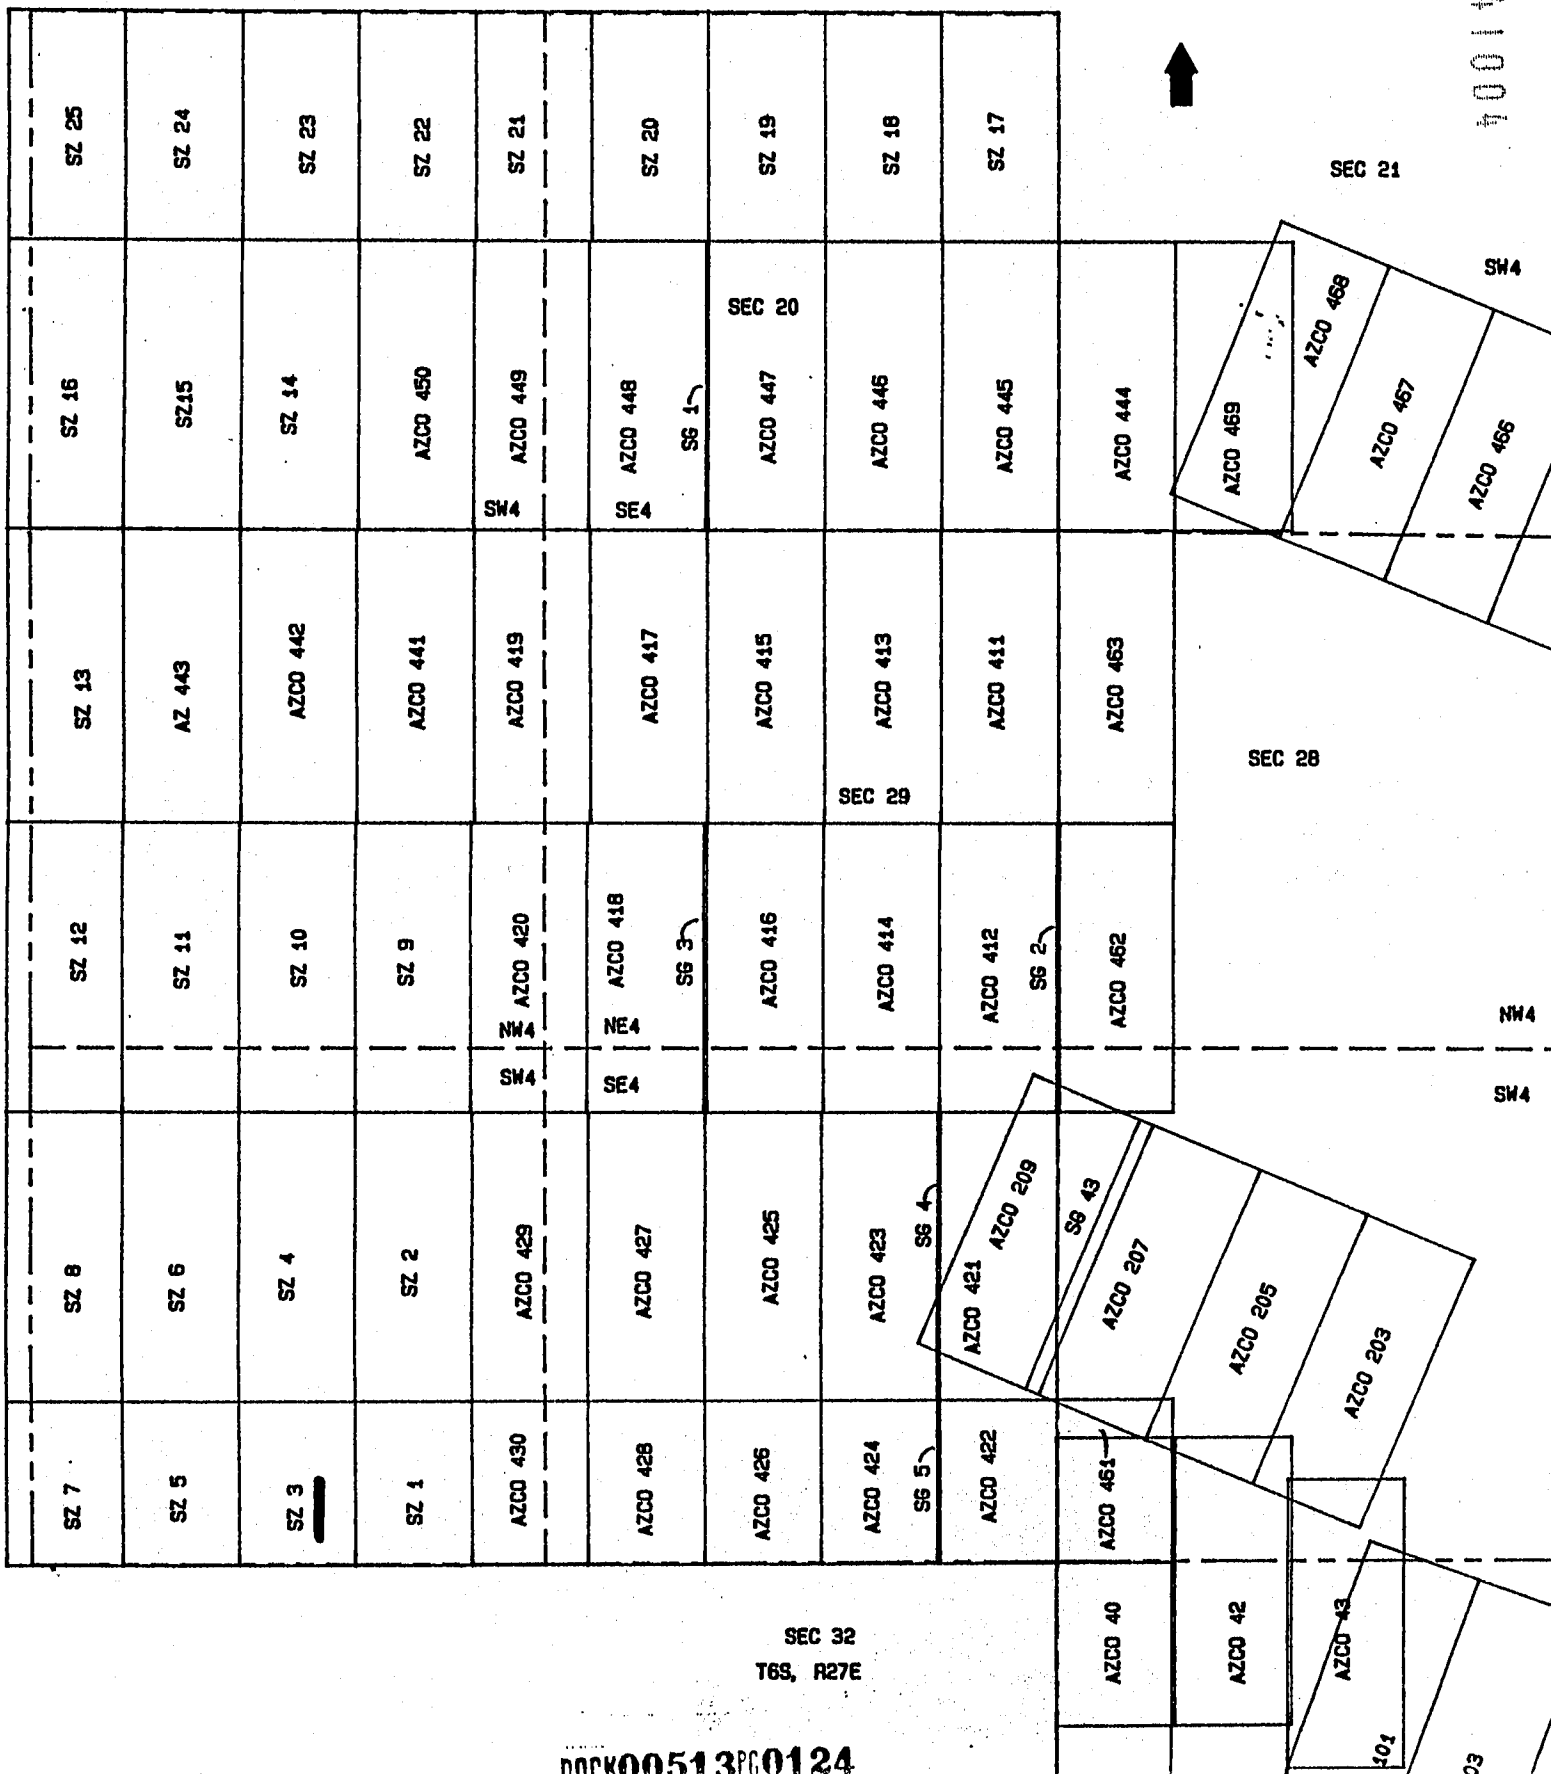 SZ 25
SZ 24
SZ 23
SZ 22
SZ 21
SZ 20
SZ 19
SZ 18
SZ 17
SEC 21
SW4
SZ 16
SZ15
SZ 14
AZCO 450
AZCO 449
AZCO 448
SG 1
SEC 20
AZCO 447
AZCO 446
AZCO 445
AZCO 444
AZCO 469
AZCO 468
AZCO 467
AZCO 466
SW4
SE4
SZ 13
AZ 443
AZCO 442
AZCO 441
AZCO 419
AZCO 417
AZCO 415
AZCO 413
AZCO 411
AZCO 463
SEC 28
SEC 29
SZ 12
SZ 11
SZ 10
SZ 9
AZCO 420
AZCO 418
SG 3
AZCO 416
AZCO 414
AZCO 412
SG 2
AZCO 462
NW4
NE4
NW4
SW4
SE4
SW4
SZ 8
SZ 6
SZ 4
SZ 2
AZCO 429
AZCO 427
AZCO 425
AZCO 423
SG 4
AZCO 421
AZCO 209
SG 43
AZCO 207
AZCO 205
AZCO 203
SZ 7
SZ 5
SZ 3
SZ 1
AZCO 430
AZCO 428
AZCO 426
AZCO 424
SG 5
AZCO 422
AZCO 461
AZCO 40
AZCO 42
AZCO 43
SEC 32
T6S, R27E
101
03
00513PG0124